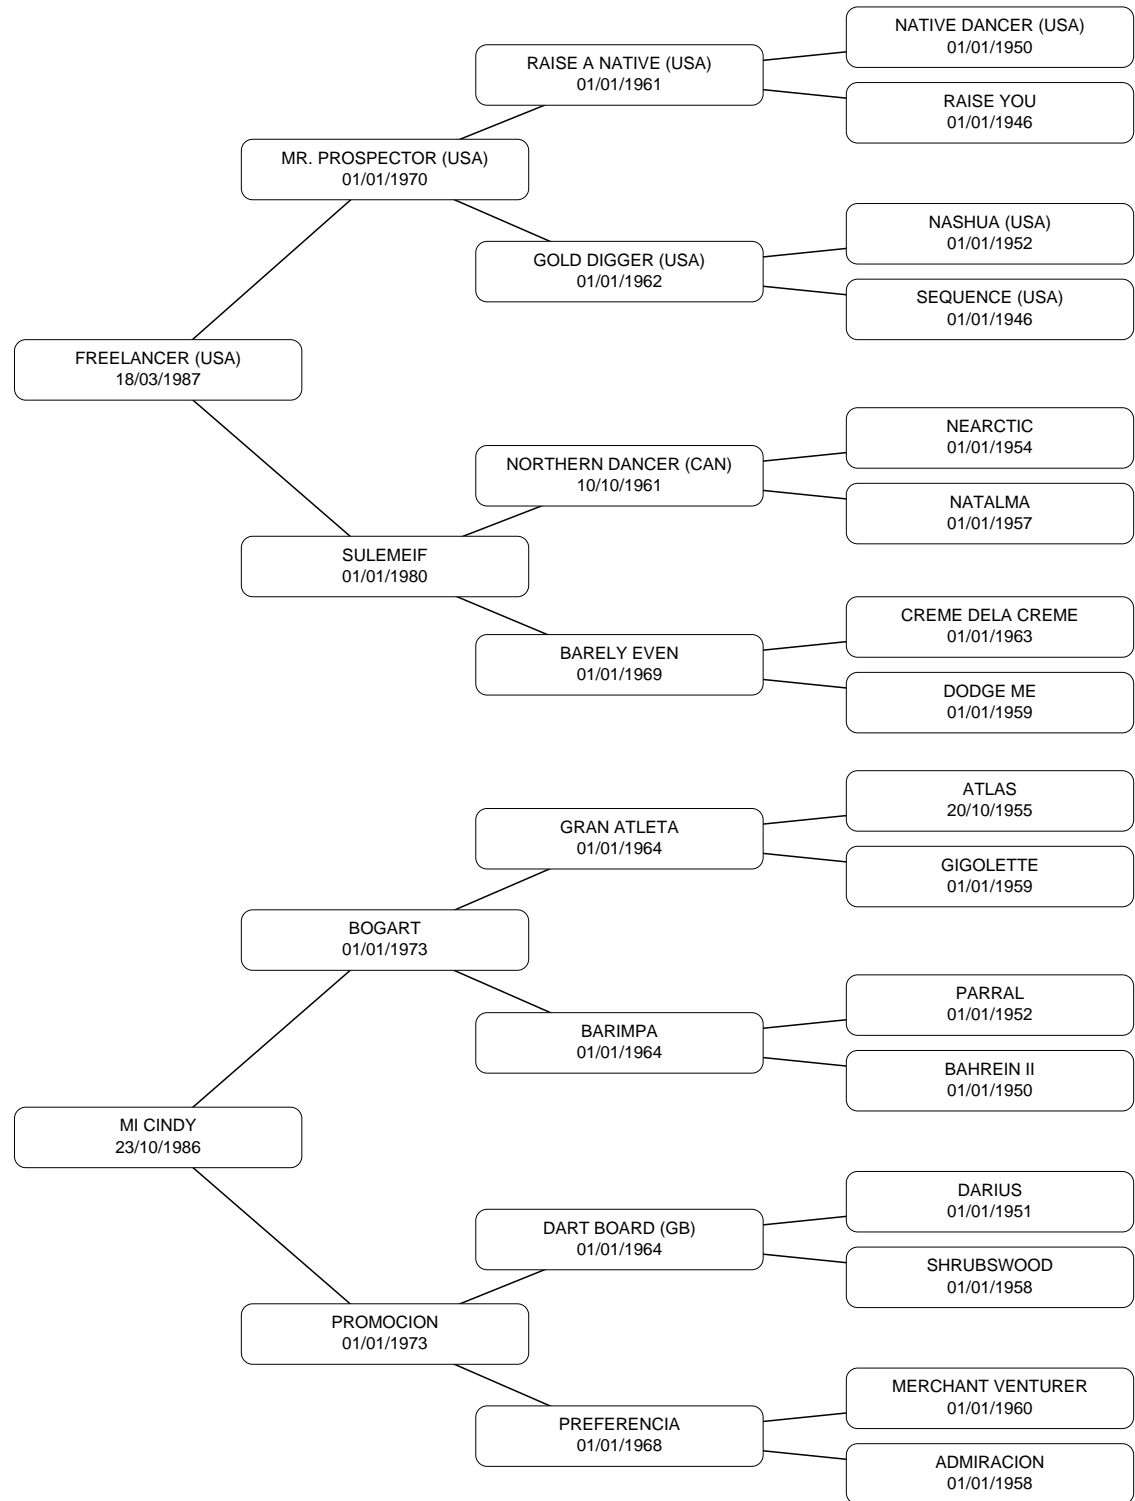 NATIVE DANCER (USA)
01/01/1950
RAISE A NATIVE (USA)
01/01/1961
RAISE YOU
01/01/1946
MR. PROSPECTOR (USA)
01/01/1970
NASHUA (USA)
01/01/1952
GOLD DIGGER (USA)
01/01/1962
SEQUENCE (USA)
01/01/1946
FREELANCER (USA)
18/03/1987
NEARCTIC
01/01/1954
NORTHERN DANCER (CAN)
10/10/1961
NATALMA
01/01/1957
SULEMEIF
01/01/1980
CREME DELA CREME
01/01/1963
BARELY EVEN
01/01/1969
DODGE ME
01/01/1959
ATLAS
20/10/1955
GRAN ATLETA
01/01/1964
GIGOLETTE
01/01/1959
BOGART
01/01/1973
PARRAL
01/01/1952
BARIMPA
01/01/1964
BAHREIN II
01/01/1950
MI CINDY
23/10/1986
DARIUS
01/01/1951
DART BOARD (GB)
01/01/1964
SHRUBSWOOD
01/01/1958
PROMOCION
01/01/1973
MERCHANT VENTURER
01/01/1960
PREFERENCIA
01/01/1968
ADMIRACION
01/01/1958